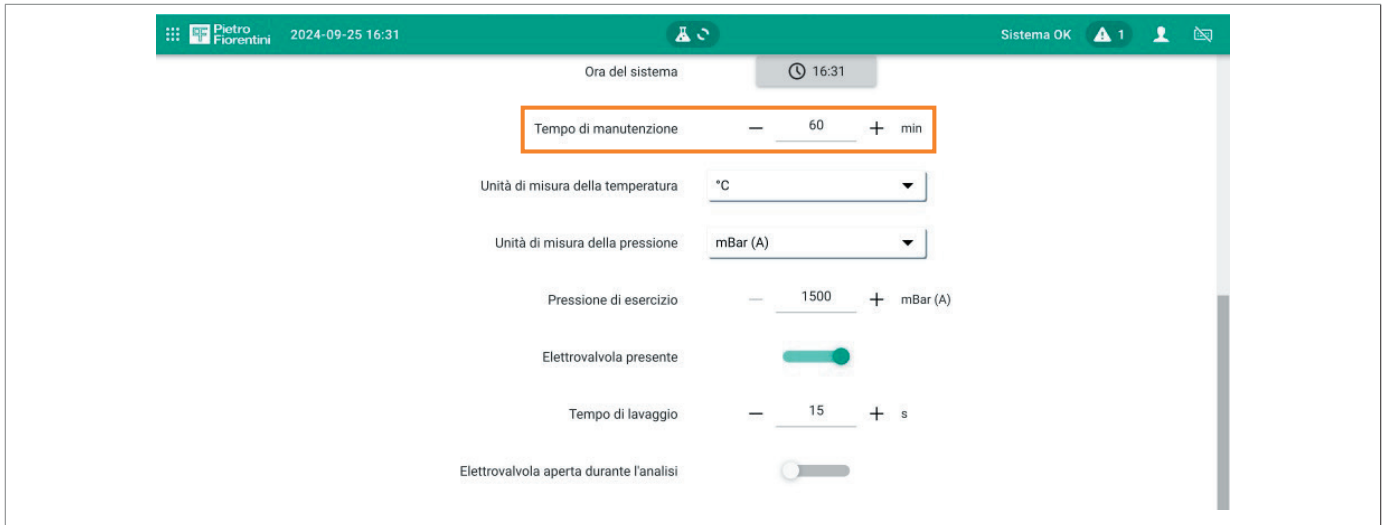 Pietro Fiorentini 2024-09-25 16:31 Sistema OK 1
Ora del sistema 16:31
Tempo di manutenzione — 60 + min
Unità di misura della temperatura °C
Unità di misura della pressione mBar (A)
Pressione di esercizio — 1500 + mBar (A)
Elettrovalvola presente
Tempo di lavaggio — 15 + s
Elettrovalvola aperta durante l'analisi